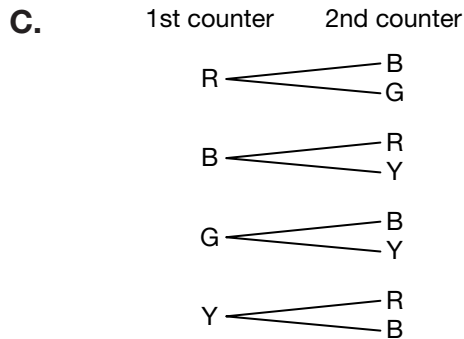 C. 1st counter 2nd counter
R B
G
B R
Y
G B
Y
Y R
B